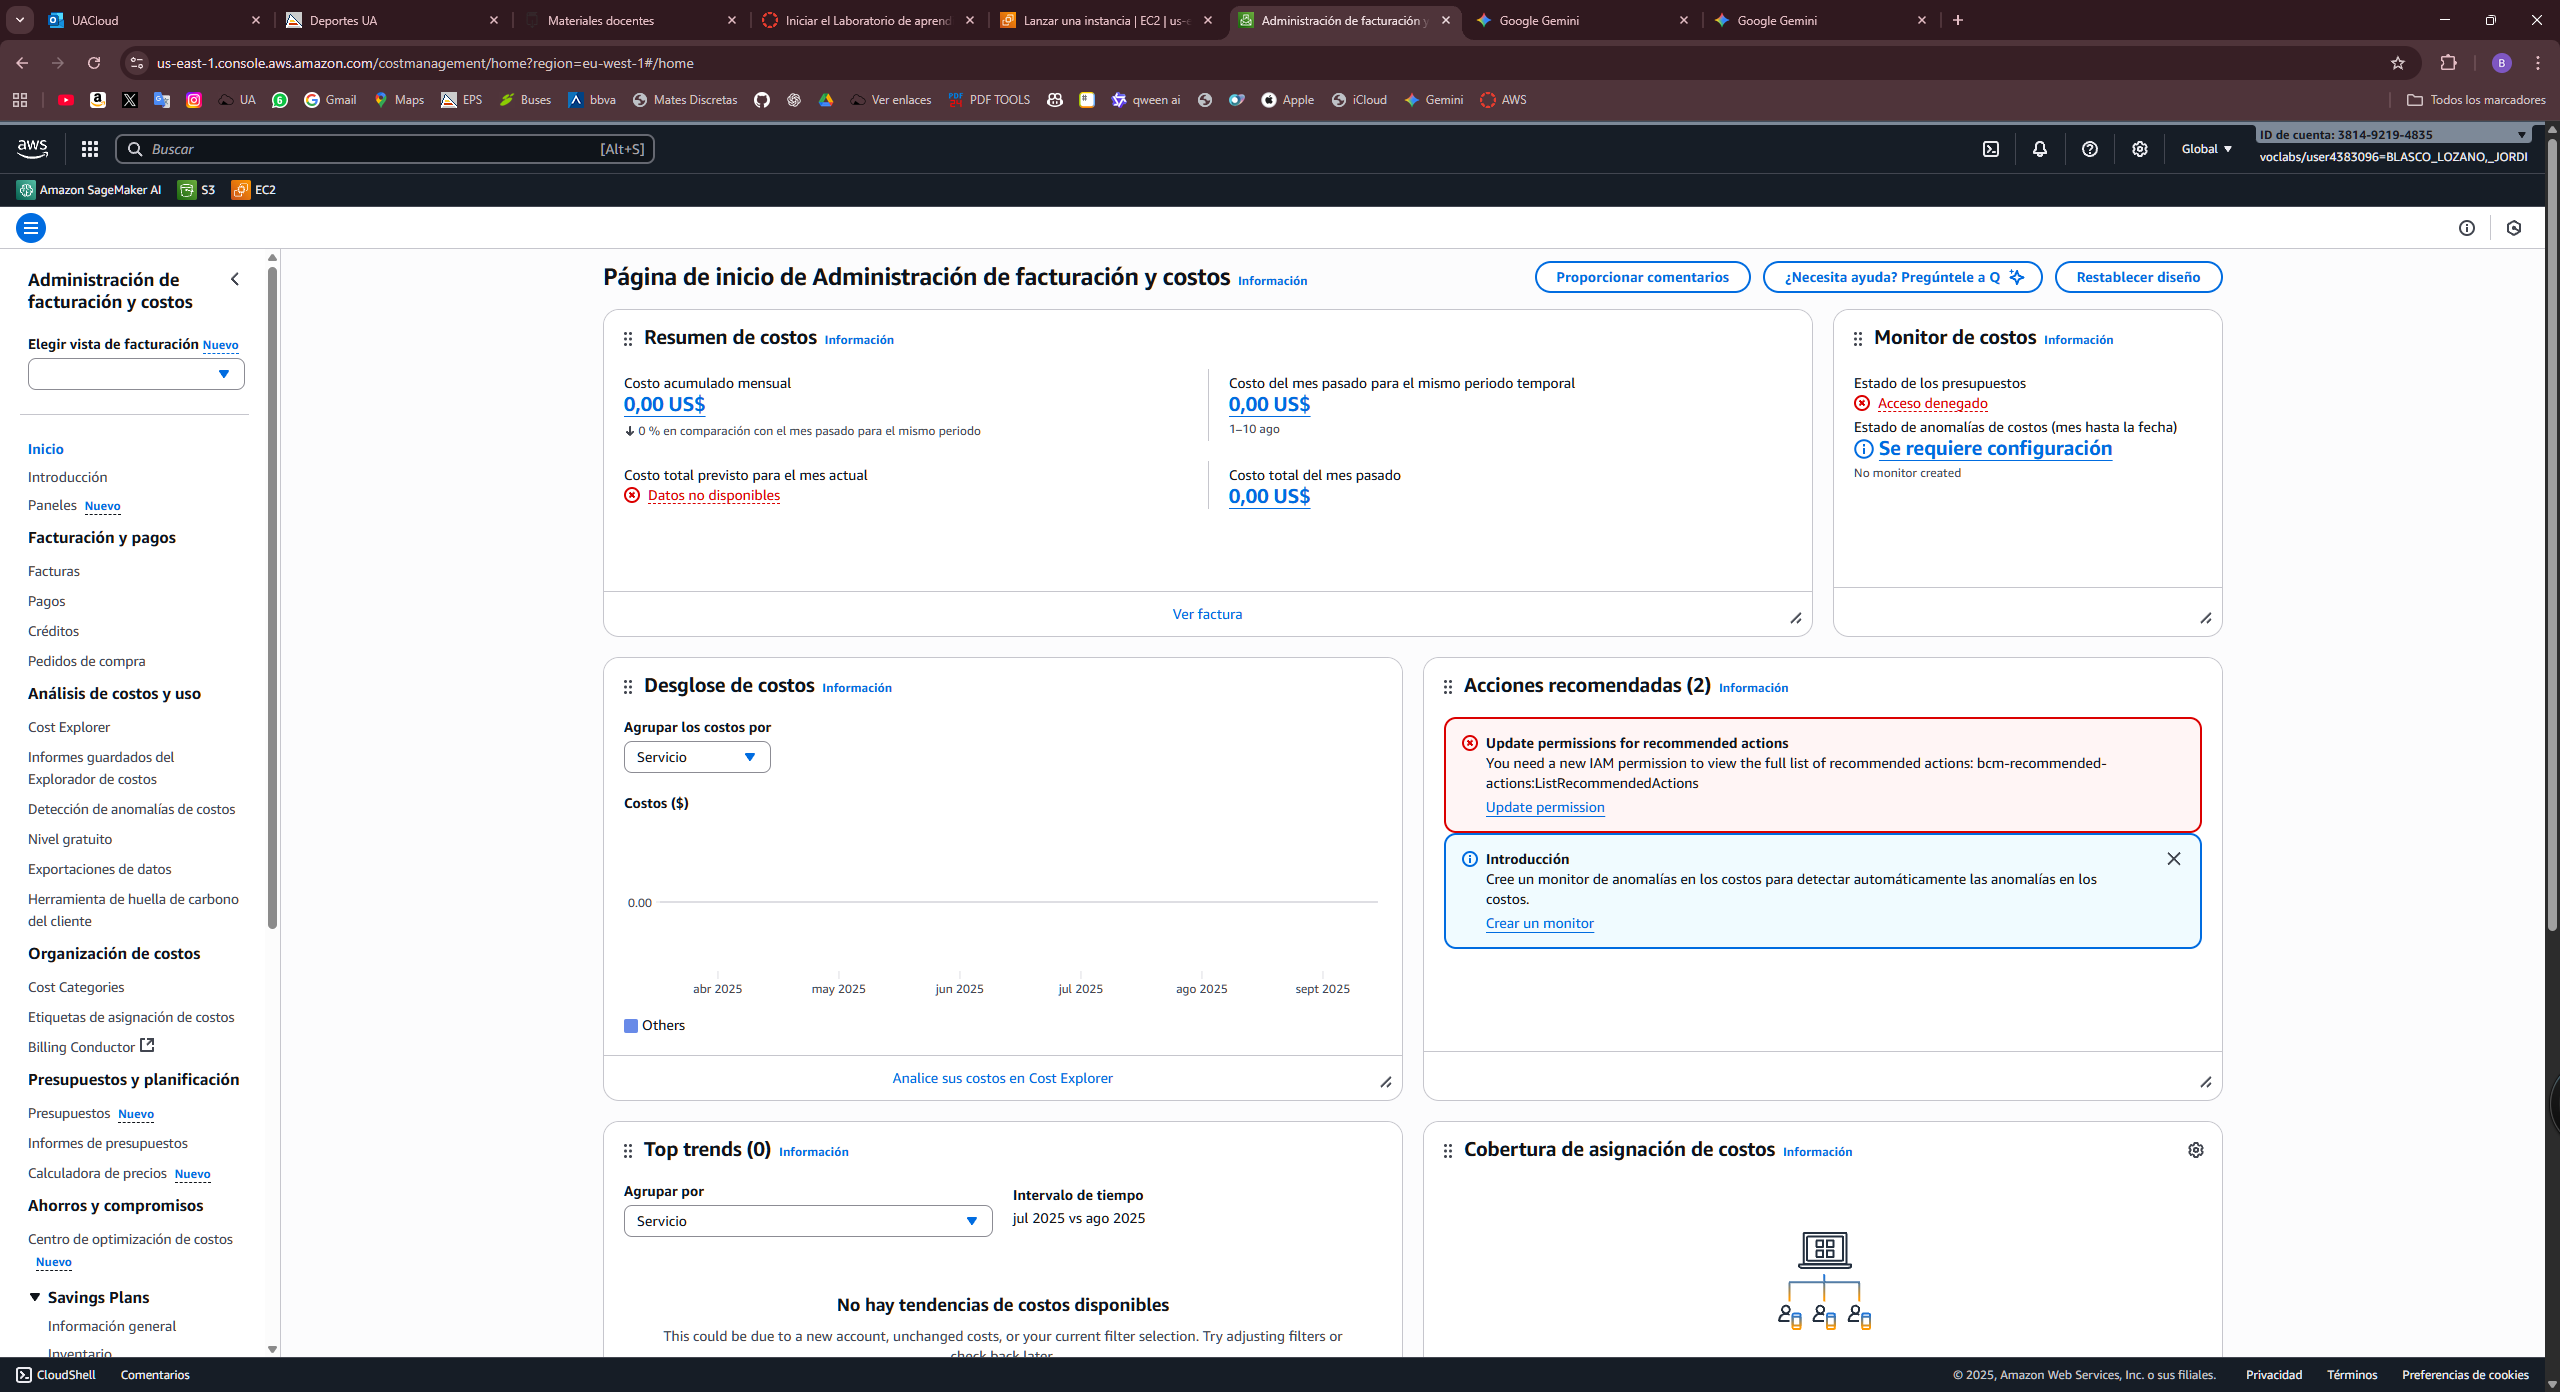 UACloud
Deportes UA
Materiales docentes
Iniciar el Laboratorio de aprend
Lanzar una instancia | EC2 | us-e
Administración de facturación y
Google Gemini
Google Gemini
us-east-1.console.aws.amazon.com/costmanagement/home?region=eu-west-1#/home
B
UA
Gmail
Maps
EPS
Buses
bbva
Mates Discretas
Ver enlaces
PDF TOOLS
qween ai
Apple
iCloud
Gemini
AWS
Todos los marcadores
aws
Buscar
[Alt+S]
Global
ID de cuenta: 3814-9219-4835
voclabs/user4383096=BLASCO_LOZANO,_JORDI
Amazon SageMaker AI
S3
EC2
Administración de
facturación y costos
Elegir vista de facturación Nuevo
Inicio
Introducción
Paneles Nuevo
Facturación y pagos
Facturas
Pagos
Créditos
Pedidos de compra
Análisis de costos y uso
Cost Explorer
Informes guardados del
Explorador de costos
Detección de anomalías de costos
Nivel gratuito
Exportaciones de datos
Herramienta de huella de carbono
del cliente
Organización de costos
Cost Categories
Etiquetas de asignación de costos
Billing Conductor
Presupuestos y planificación
Presupuestos Nuevo
Informes de presupuestos
Calculadora de precios Nuevo
Ahorros y compromisos
Centro de optimización de costos
Nuevo
Savings Plans
Información general
Inventario
Página de inicio de Administración de facturación y costos Información
Proporcionar comentarios
¿Necesita ayuda? Pregúntele a Q
Restablecer diseño
Resumen de costos Información
Costo acumulado mensual
0,00 US$
0 % en comparación con el mes pasado para el mismo periodo
Costo del mes pasado para el mismo periodo temporal
0,00 US$
1–10 ago
Costo total previsto para el mes actual
Datos no disponibles
Costo total del mes pasado
0,00 US$
Ver factura
Monitor de costos Información
Estado de los presupuestos
Acceso denegado
Estado de anomalías de costos (mes hasta la fecha)
Se requiere configuración
No monitor created
Desglose de costos Información
Agrupar los costos por
Servicio
Costos ($)
0.00
abr 2025
may 2025
jun 2025
jul 2025
ago 2025
sept 2025
Others
Analice sus costos en Cost Explorer
Acciones recomendadas (2) Información
Update permissions for recommended actions
You need a new IAM permission to view the full list of recommended actions: bcm-recommended-
actions:ListRecommendedActions
Update permission
Introducción
Cree un monitor de anomalías en los costos para detectar automáticamente las anomalías en los
costos.
Crear un monitor
Top trends (0) Información
Agrupar por
Servicio
Intervalo de tiempo
jul 2025 vs ago 2025
No hay tendencias de costos disponibles
This could be due to a new account, unchanged costs, or your current filter selection. Try adjusting filters or
check back later.
Cobertura de asignación de costos Información
CloudShell
Comentarios
© 2025, Amazon Web Services, Inc. o sus filiales.
Privacidad
Términos
Preferencias de cookies